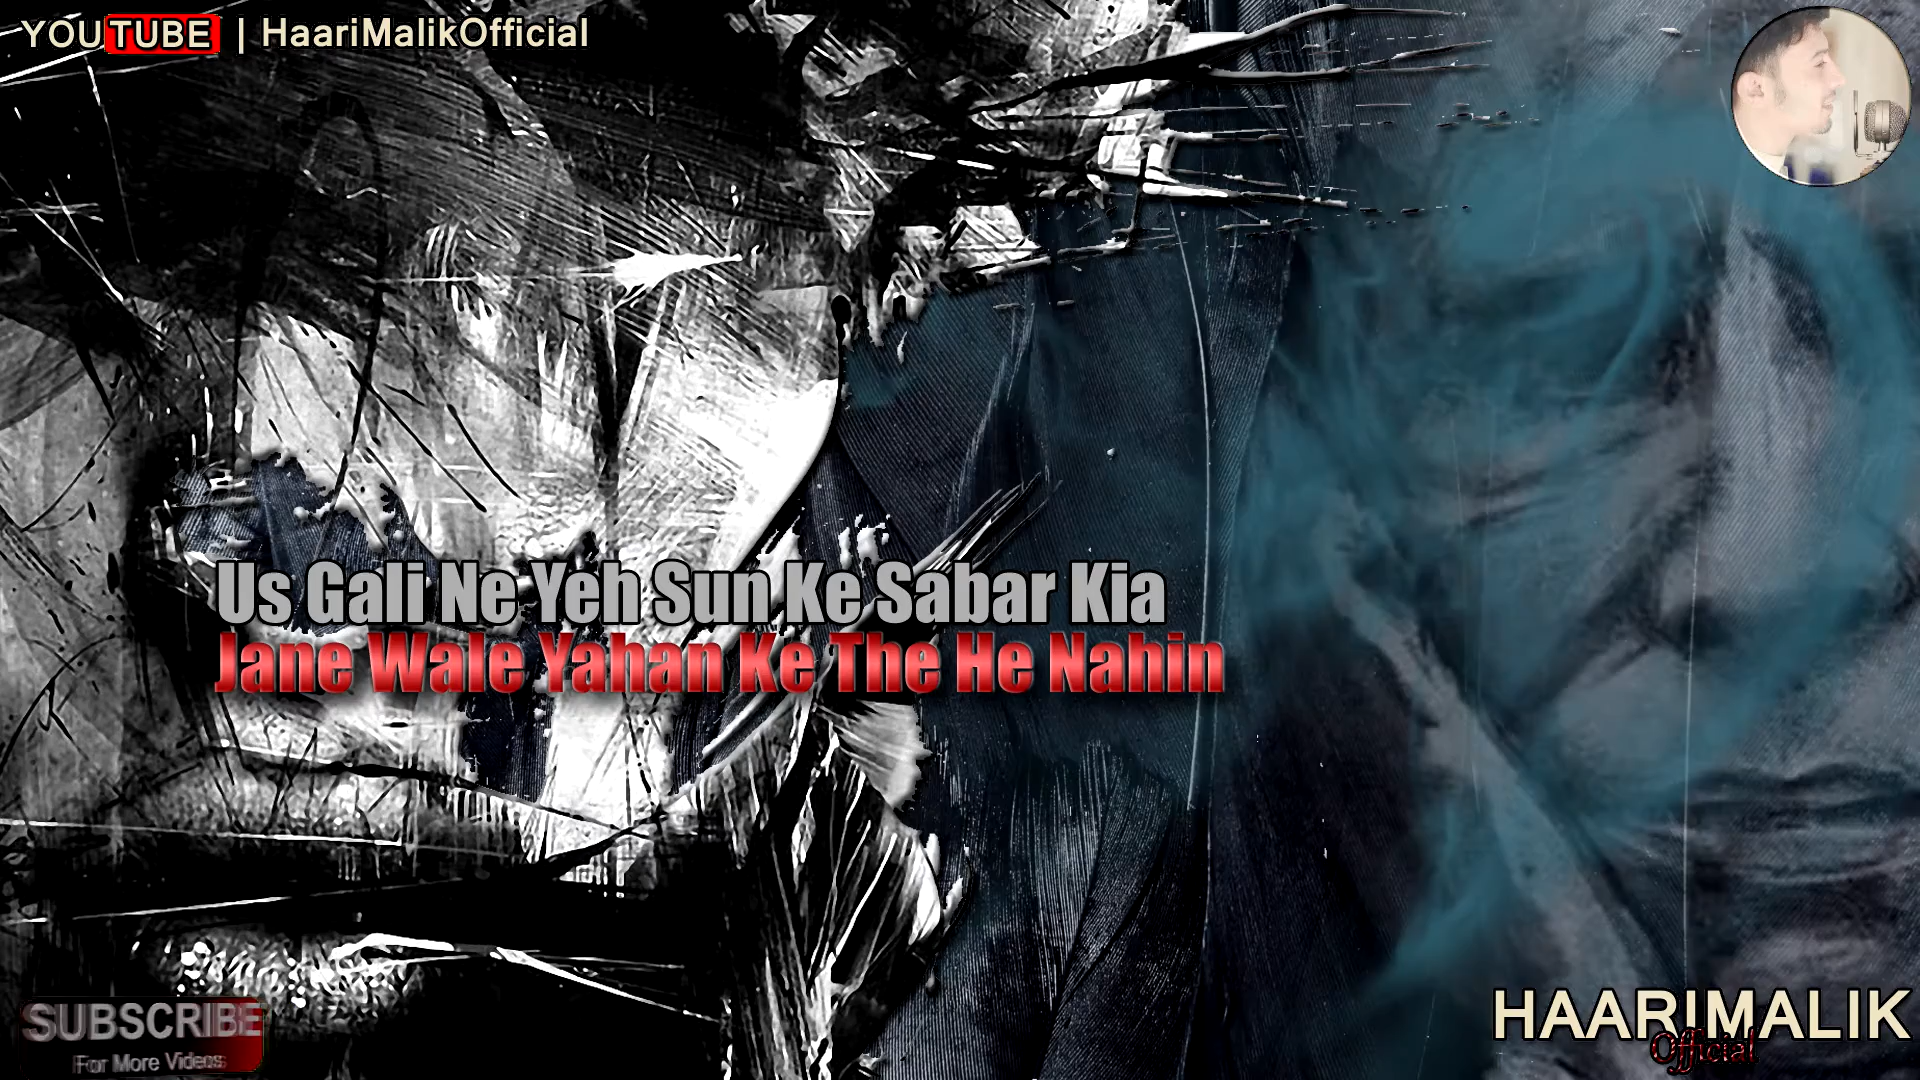 YOUTUBE | HaariMalikOfficial
Us Gali Ne Yeh Sun Ke Sabar Kia
Jane Wale Yahan Ke The He Nahin
SUBSCRIBE
For More Videos
HAARIMALIK
Official